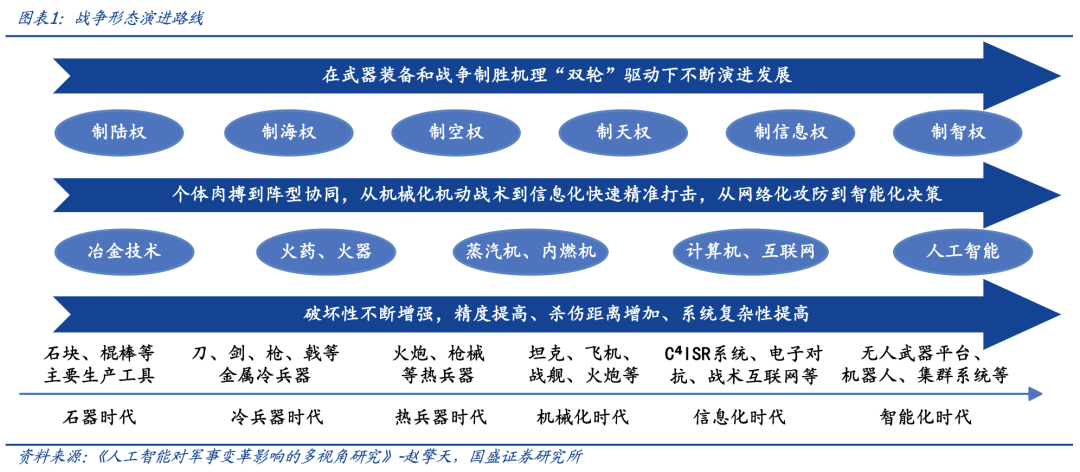 图表1：战争形态演进路线
在武器装备和战争制胜机理“双轮”驱动下不断演进发展
制陆权 制海权 制空权 制天权 制信息权 制智权
个体肉搏到阵型协同，从机械化机动战术到信息化快速精准打击，从网络化攻防到智能化决策
冶金技术 火药、火器 蒸汽机、内燃机 计算机、互联网 人工智能
破坏性不断增强，精度提高、杀伤距离增加、系统复杂性提高
石块、棍棒等 刀、剑、枪、戟等 火炮、枪械 坦克、飞机、 C⁴ISR系统、电子对 无人武器平台、
主要生产工具 金属冷兵器 等热兵器 战舰、火炮等 抗、战术互联网等 机器人、集群系统等
石器时代 冷兵器时代 热兵器时代 机械化时代 信息化时代 智能化时代
资料来源：《人工智能对军事变革影响的多视角研究》-赵擎天，国盛证券研究所